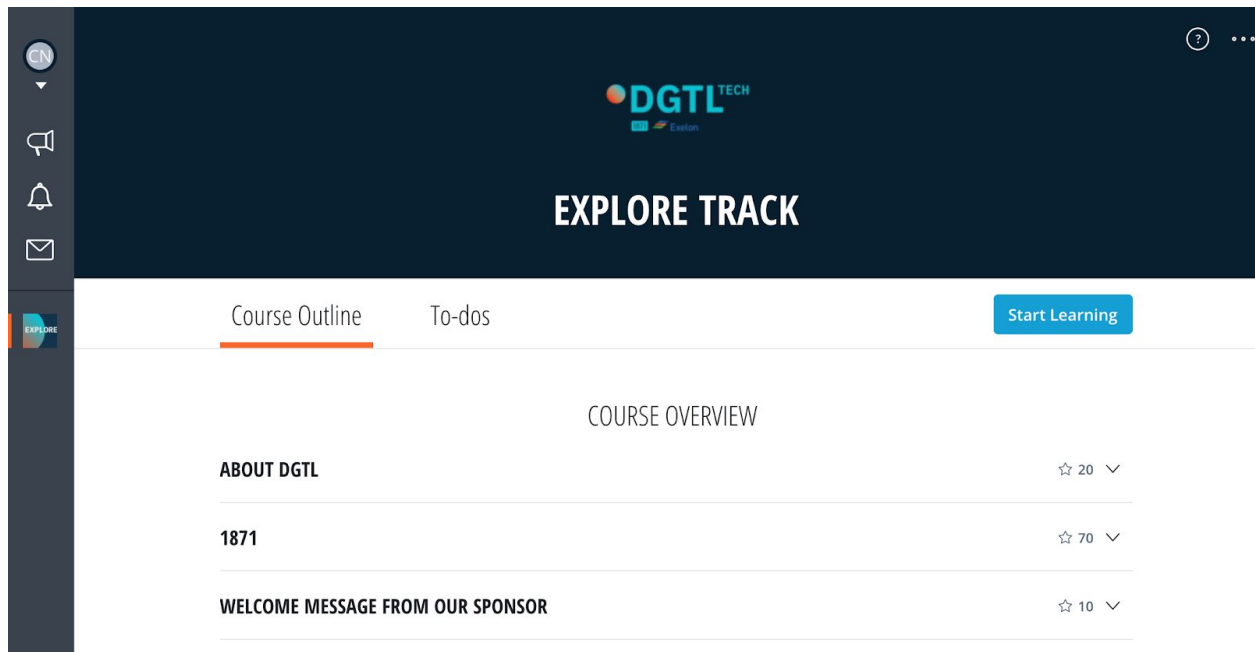 CN
?
DGTL TECH
1871 Exelon
EXPLORE TRACK
EXPLORE
Course Outline To-dos Start Learning
COURSE OVERVIEW
ABOUT DGTL 20
1871 70
WELCOME MESSAGE FROM OUR SPONSOR 10